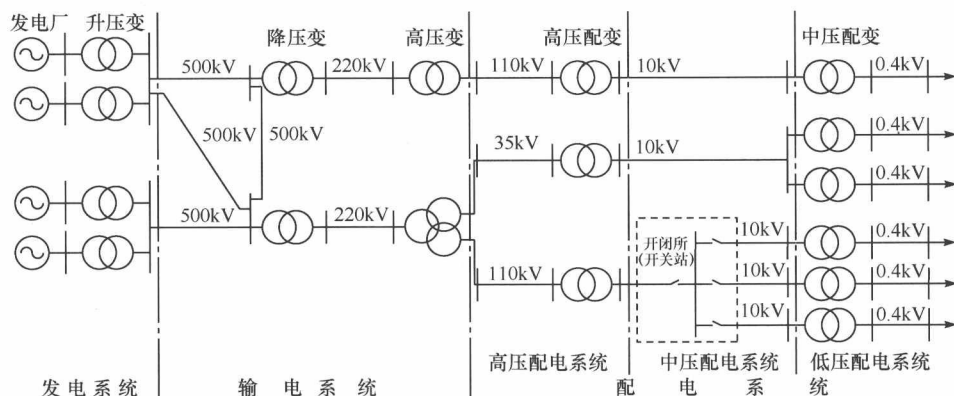 发电厂 升压变 降压变 高压变 高压配变 中压配变
500kV 220kV 110kV 10kV 0.4kV
500kV 500kV 35kV 10kV 0.4kV
0.4kV
500kV 220kV 开闭所 10kV 0.4kV
(开关站)
110kV 10kV 0.4kV
10kV 0.4kV
高压配电系统 中压配电系统 低压配电系统
发电系统 输电系统 配电系统